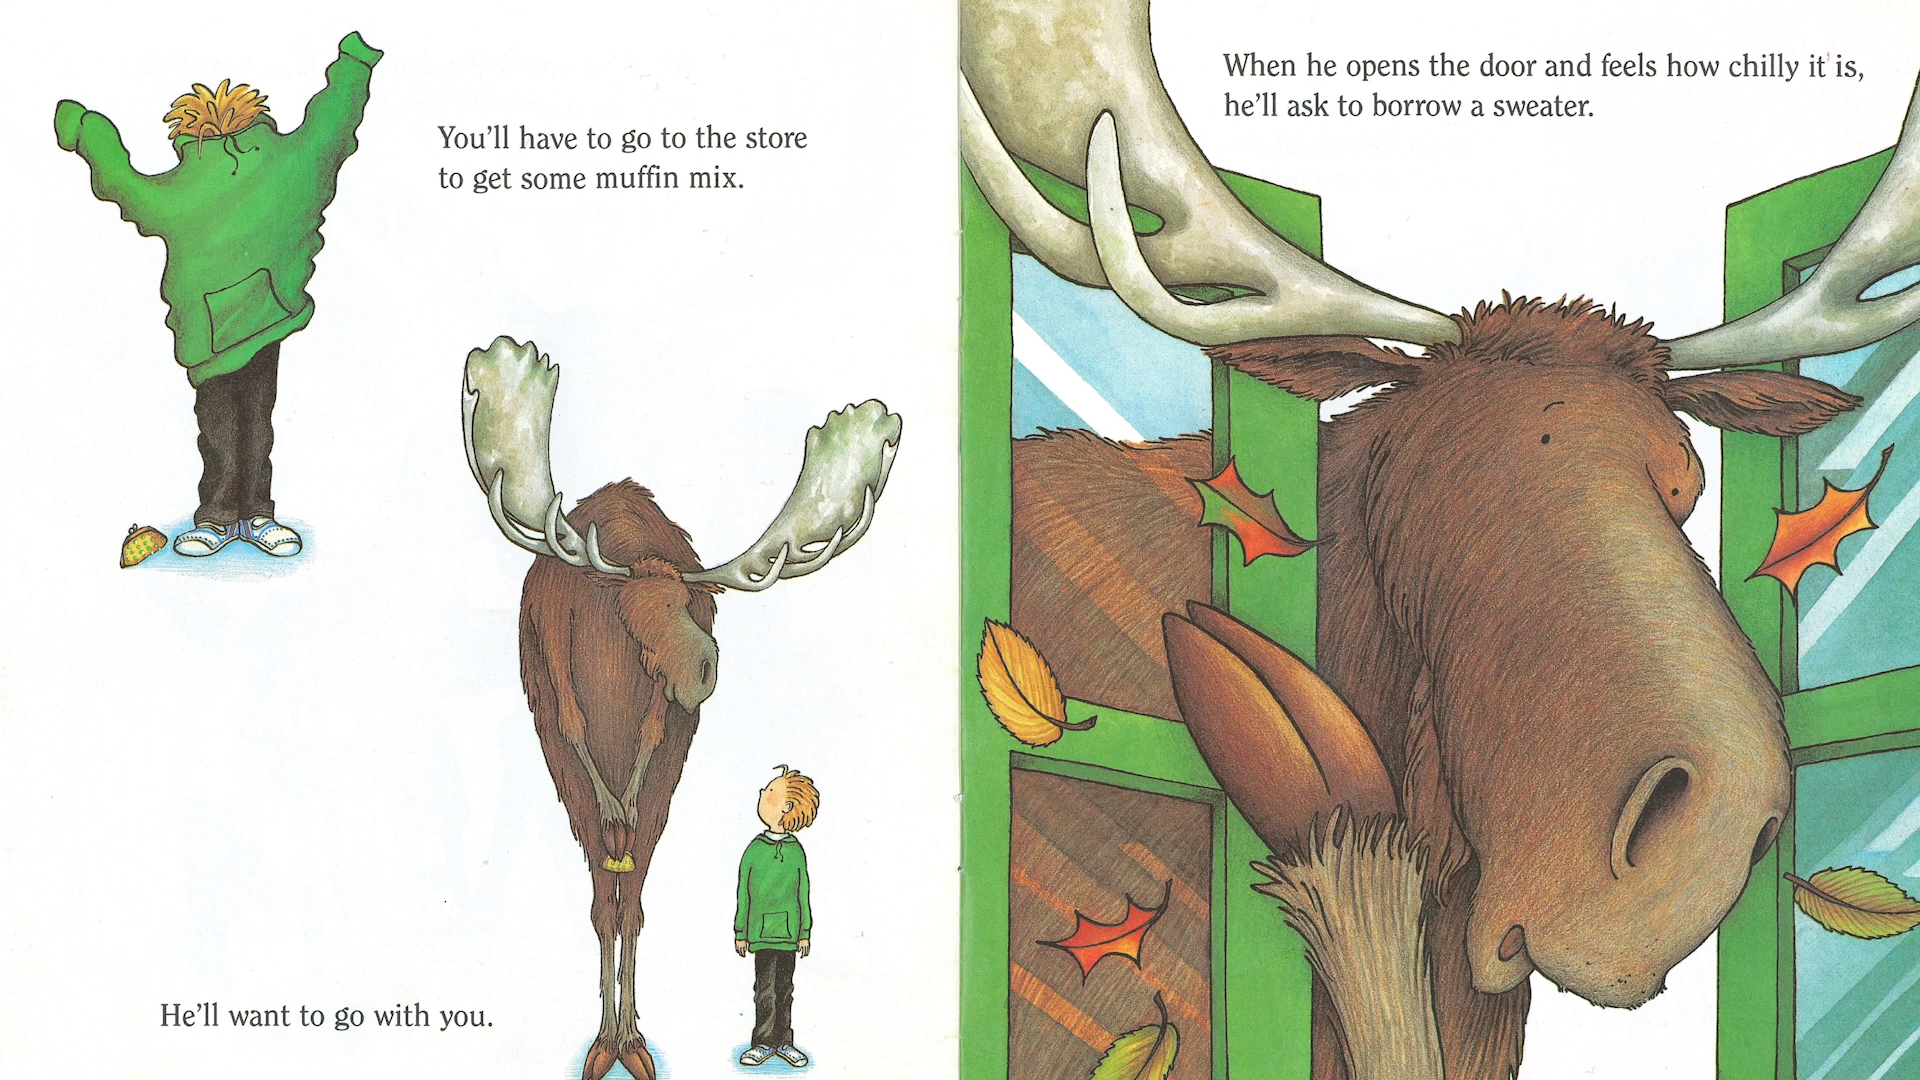 You'll have to go to the store
to get some muffin mix.
He'll want to go with you.
When he opens the door and feels how chilly it is,
he'll ask to borrow a sweater.